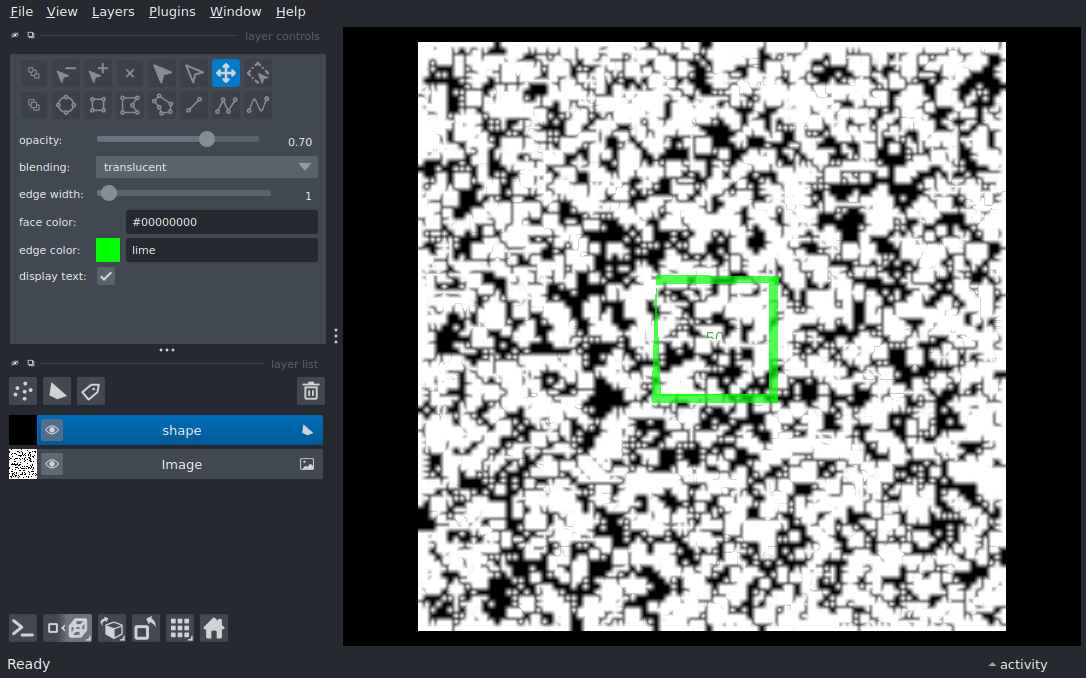 File View Layers Plugins Window Help
layer controls
opacity: 0.70
blending: translucent
edge width: 1
face color: #00000000
edge color: lime
display text:
layer list
shape
Image
50
Ready
activity